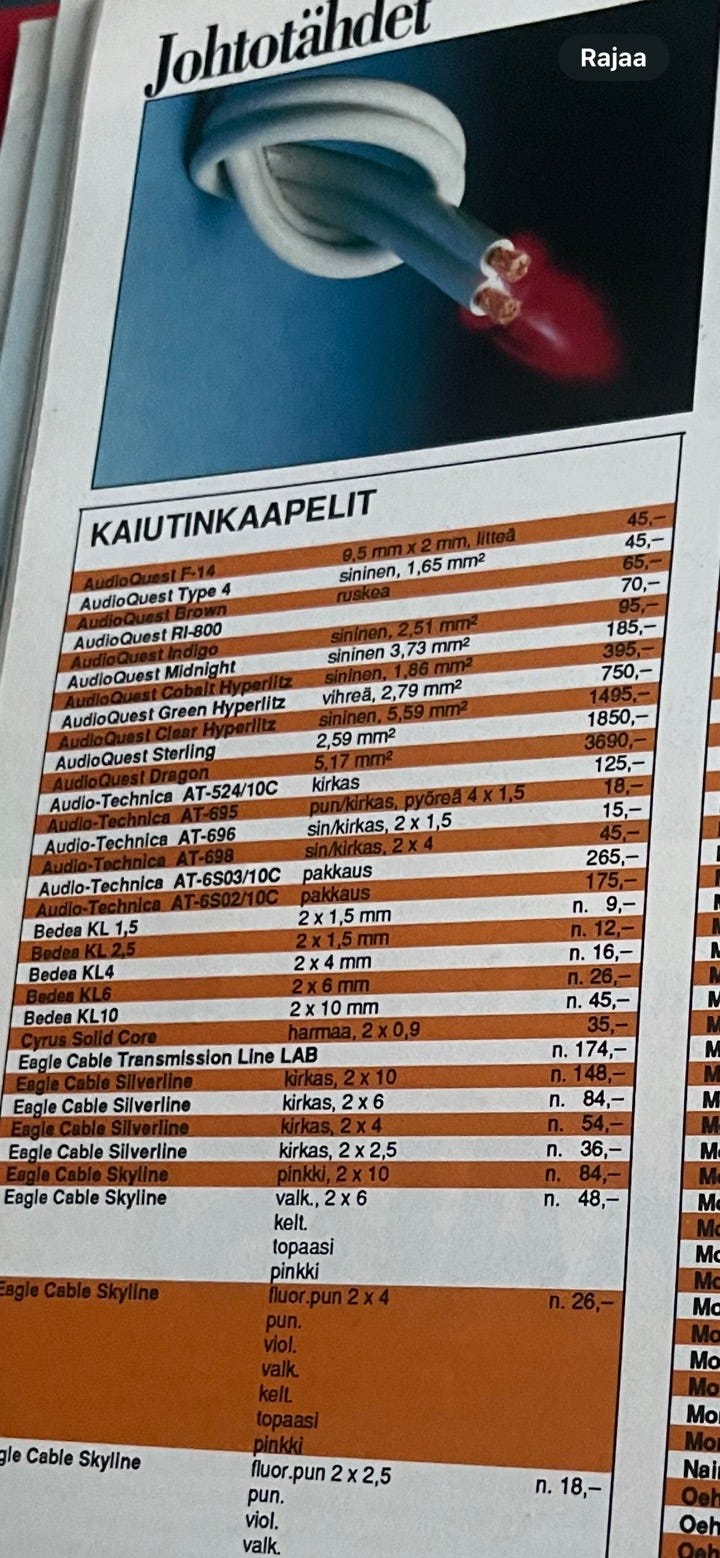 Johtotähdet
Rajaa
KAIUTINKAAPELIT
AudioQuest F-14 9,5 mm x 2 mm, litteä 45,–
AudioQuest Type 4 sininen, 1,65 mm² 45,–
AudioQuest Brown ruskea 65,–
AudioQuest RI-800 70,–
AudioQuest Indigo sininen, 2,51 mm² 95,–
AudioQuest Midnight sininen 3,73 mm² 185,–
AudioQuest Cobalt Hyperlitz sininen, 1,86 mm² 395,–
AudioQuest Green Hyperlitz vihreä, 2,79 mm² 750,–
AudioQuest Clear Hyperlitz sininen, 5,59 mm² 1495,–
AudioQuest Sterling 2,59 mm² 1850,–
AudioQuest Dragon 5,17 mm² 3690,–
Audio-Technica AT-524/10C kirkas 125,–
Audio-Technica AT-695 pun/kirkas, pyöreä 4 x 1,5 18,–
Audio-Technica AT-696 sin/kirkas, 2 x 1,5 15,–
Audio-Technica AT-698 sin/kirkas, 2 x 4 45,–
Audio-Technica AT-6S03/10C pakkaus 265,–
Audio-Technica AT-6S02/10C pakkaus 175,–
Bedea KL 1,5 2 x 1,5 mm n. 9,–
Bedea KL 2,5 2 x 1,5 mm n. 12,–
Bedea KL4 2 x 4 mm n. 16,–
Bedea KL6 2 x 6 mm n. 26,–
Bedea KL10 2 x 10 mm n. 45,–
Cyrus Solid Core harmaa, 2 x 0,9 35,–
Eagle Cable Transmission Line LAB n. 174,–
Eagle Cable Silverline kirkas, 2 x 10 n. 148,–
Eagle Cable Silverline kirkas, 2 x 6 n. 84,–
Eagle Cable Silverline kirkas, 2 x 4 n. 54,–
Eagle Cable Silverline kirkas, 2 x 2,5 n. 36,–
Eagle Cable Skyline pinkki, 2 x 10 n. 84,–
Eagle Cable Skyline valk., 2 x 6 n. 48,–
kelt.
topaasi
pinkki
Eagle Cable Skyline fluor.pun 2 x 4 n. 26,–
pun.
viol.
valk.
kelt.
topaasi
pinkki
gle Cable Skyline fluor.pun 2 x 2,5 n. 18,–
pun.
viol.
valk.